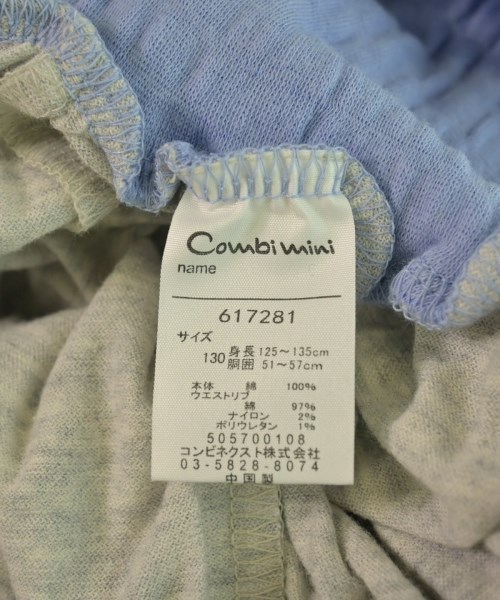 Combi mini
name
617281
サイズ
130 身長 125～135cm
胴囲 51～57cm
本体 綿 100%
ウエストリブ
綿 97%
ナイロン 2%
ポリウレタン 1%
505700108
コンビネクスト株式会社
03-5828-8074
中国製